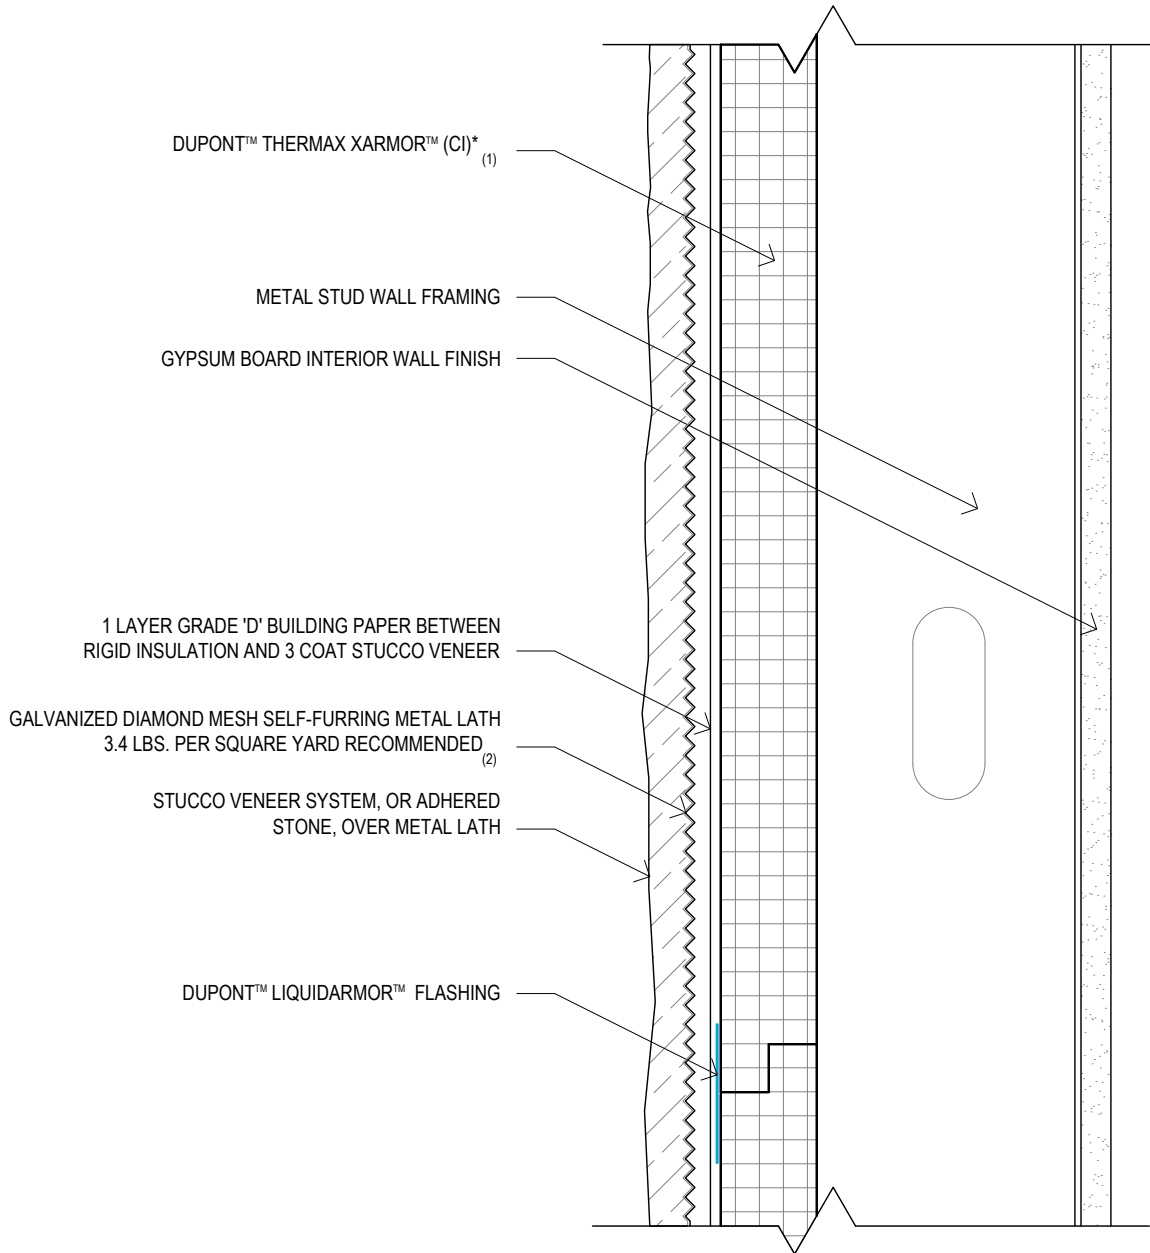 DUPONT™ THERMAX XARMOR™ (CI)* (1)
METAL STUD WALL FRAMING
GYPSUM BOARD INTERIOR WALL FINISH
1 LAYER GRADE 'D' BUILDING PAPER BETWEEN
RIGID INSULATION AND 3 COAT STUCCO VENEER
GALVANIZED DIAMOND MESH SELF-FURRING METAL LATH
3.4 LBS. PER SQUARE YARD RECOMMENDED (2)
STUCCO VENEER SYSTEM, OR ADHERED
STONE, OVER METAL LATH
DUPONT™ LIQUIDARMOR™ FLASHING